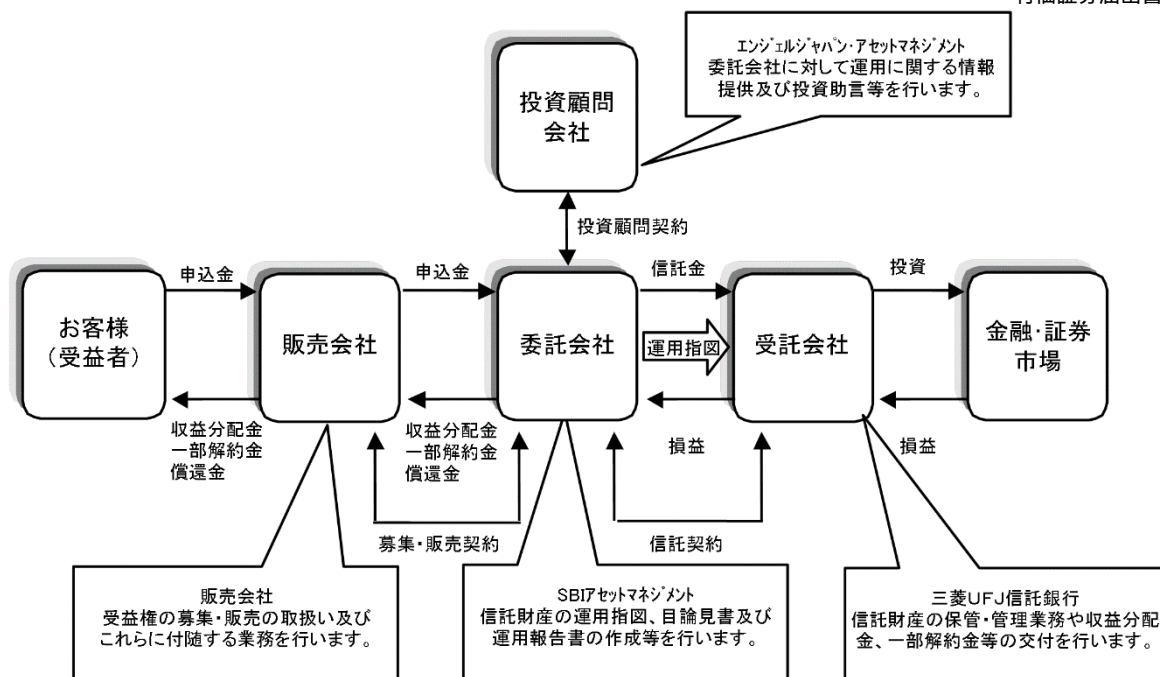 エンジェルジャパン・アセットマネジメント
委託会社に対して運用に関する情報
提供及び投資助言等を行います。
投資顧問
会社
投資顧問契約
お客様
(受益者)
申込金
販売会社
申込金
委託会社
信託金
運用指図
受託会社
投資
金融・証券
市場
収益分配金
一部解約金
償還金
収益分配金
一部解約金
償還金
損益
損益
募集・販売契約
信託契約
販売会社
受益権の募集・販売の取扱い及び
これらに付随する業務を行います。
SBIアセットマネジメント
信託財産の運用指図、目論見書及び
運用報告書の作成等を行います。
三菱UFJ信託銀行
信託財産の保管・管理業務や収益分配
金、一部解約金等の交付を行います。